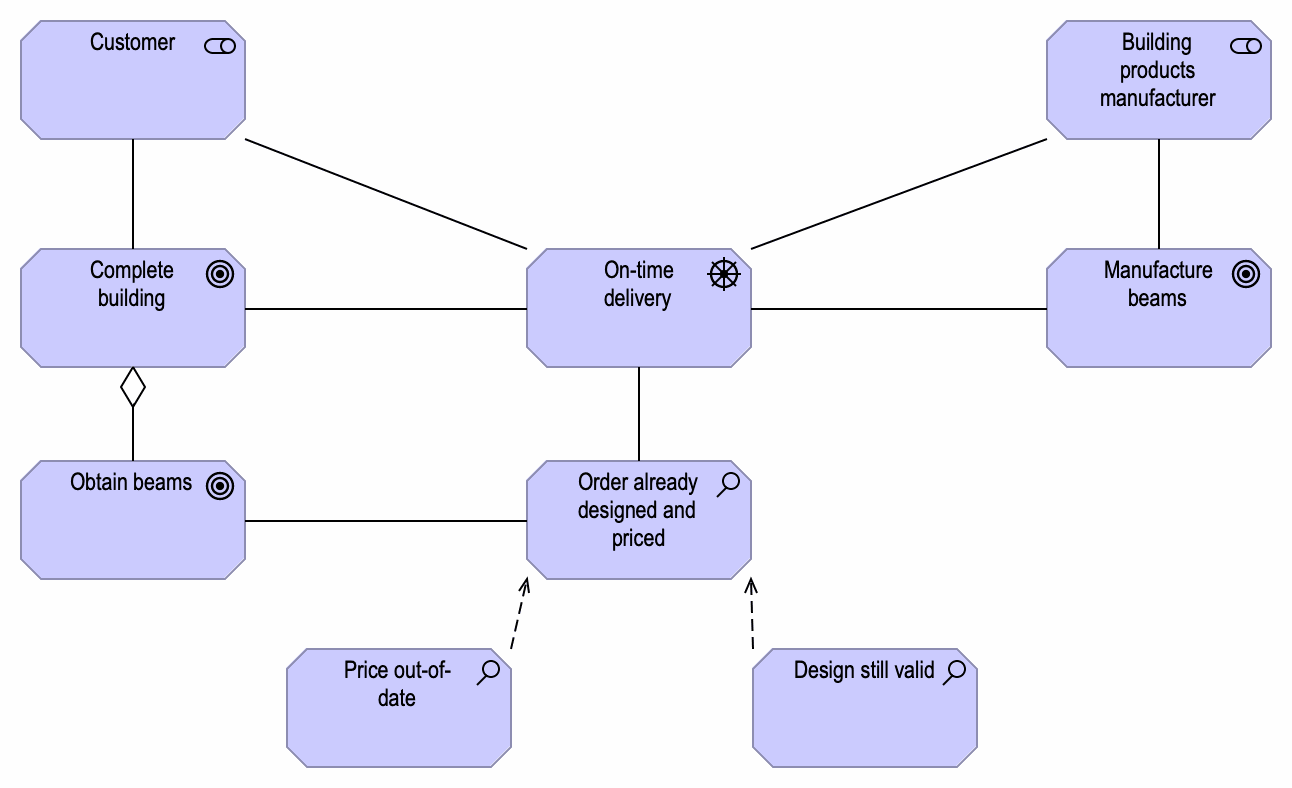 Customer
Building
products
manufacturer
Complete
building
On-time
delivery
Manufacture
beams
Obtain beams
Order already
designed and
priced
Price out-of-
date
Design still valid